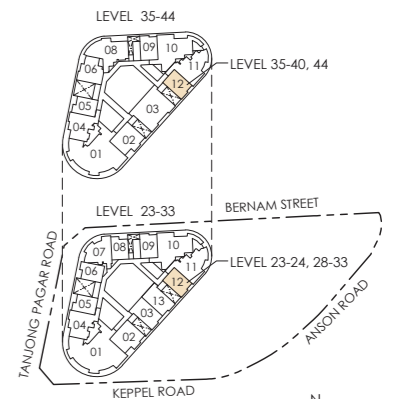 LEVEL 35-44
08 09 10
06 11
LEVEL 35-40, 44
12
05 03
04
02
01
LEVEL 23-33
BERNAM STREET
TANJONG PAGAR ROAD
07 08 09 10
06 11
LEVEL 23-24, 28-33
12
05 13
04 03
02
01
ANSON ROAD
KEPPEL ROAD
N